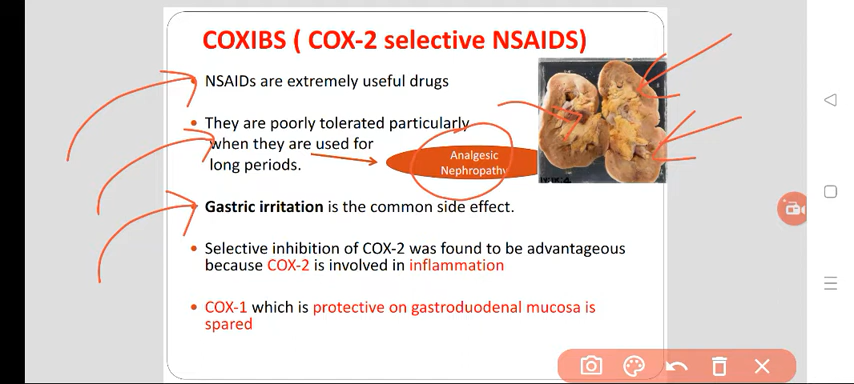 COXIBS ( COX-2 selective NSAIDS)
• NSAIDs are extremely useful drugs
• They are poorly tolerated particularly
when they are used for
long periods.
Analgesic
Nephropathy
• Gastric irritation is the common side effect.
• Selective inhibition of COX-2 was found to be advantageous
because COX-2 is involved in inflammation
• COX-1 which is protective on gastroduodenal mucosa is
spared